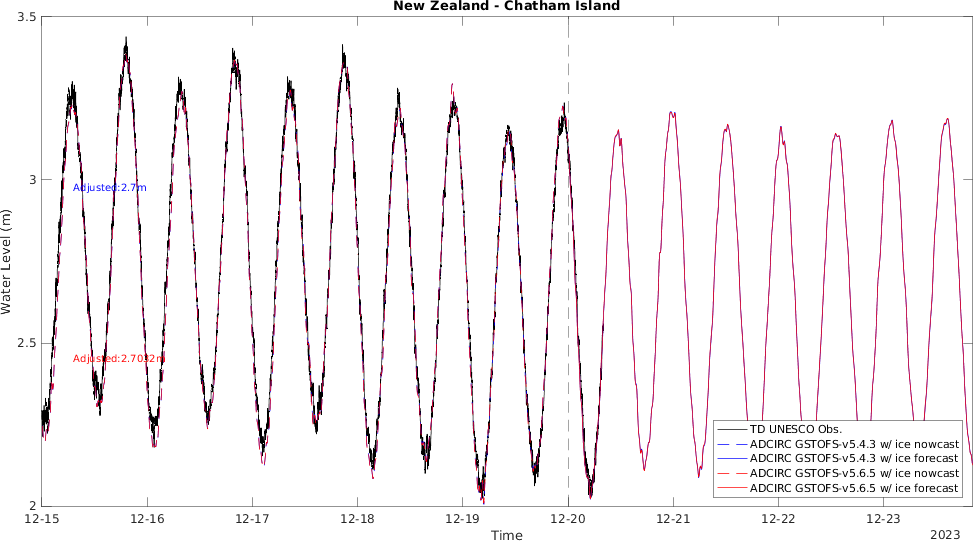 New Zealand - Chatham Island
3.5
3
2.5
2
Water Level (m)
Adjusted:2.7m
Adjusted:2.7032m
TD UNESCO Obs.
ADCIRC GSTOFS-v5.4.3 w/ ice nowcast
ADCIRC GSTOFS-v5.4.3 w/ ice forecast
ADCIRC GSTOFS-v5.6.5 w/ ice nowcast
ADCIRC GSTOFS-v5.6.5 w/ ice forecast
12-15 12-16 12-17 12-18 12-19 12-20 12-21 12-22 12-23
Time
2023